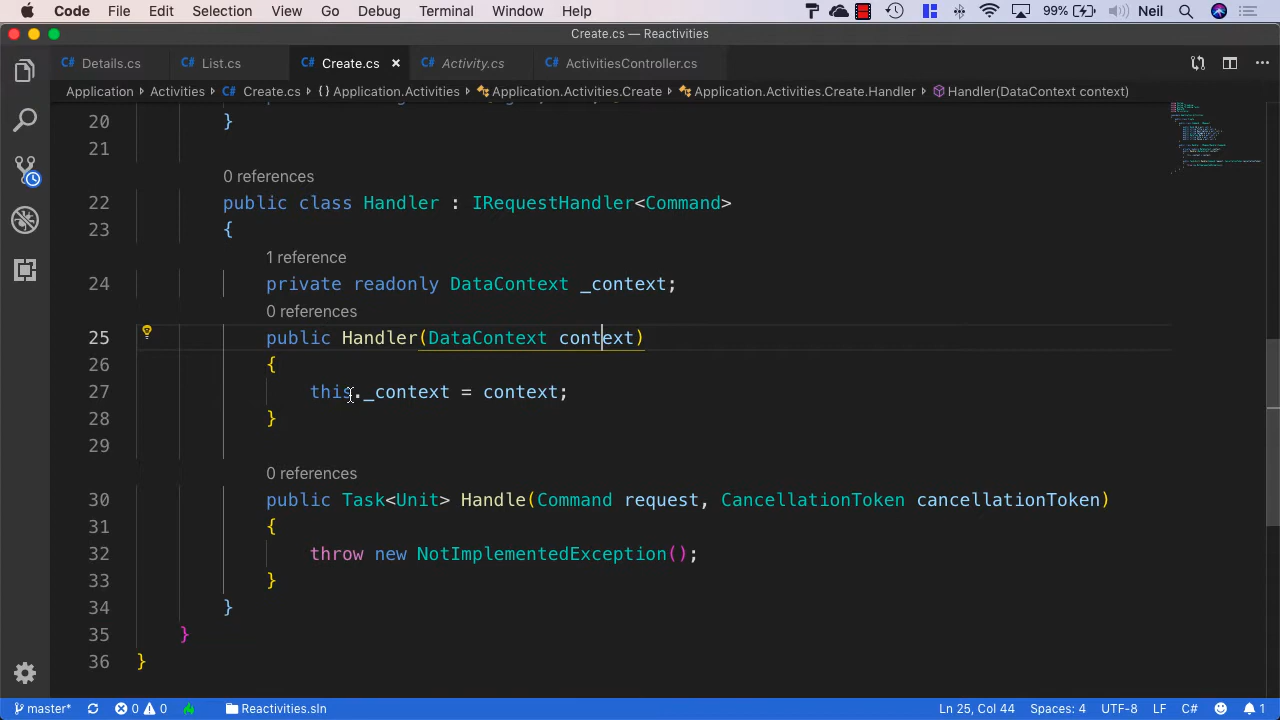 Code File Edit Selection View Go Debug Terminal Window Help 99% Neil
Create.cs — Reactivities
C# Details.cs C# List.cs C# Create.cs × C# Activity.cs C# ActivitiesController.cs
Application > Activities > C# Create.cs > { } Application.Activities > Application.Activities.Create > Application.Activities.Create.Handler > Handler(DataContext context)
20 }
21
0 references
22 public class Handler : IRequestHandler<Command>
23 {
1 reference
24 private readonly DataContext _context;
0 references
25 public Handler(DataContext context)
26 {
27 this._context = context;
28 }
29
0 references
30 public Task<Unit> Handle(Command request, CancellationToken cancellationToken)
31 {
32 throw new NotImplementedException();
33 }
34 }
35 }
36 }
master* 0 0 Reactivities.sln Ln 25, Col 44 Spaces: 4 UTF-8 LF C# 1